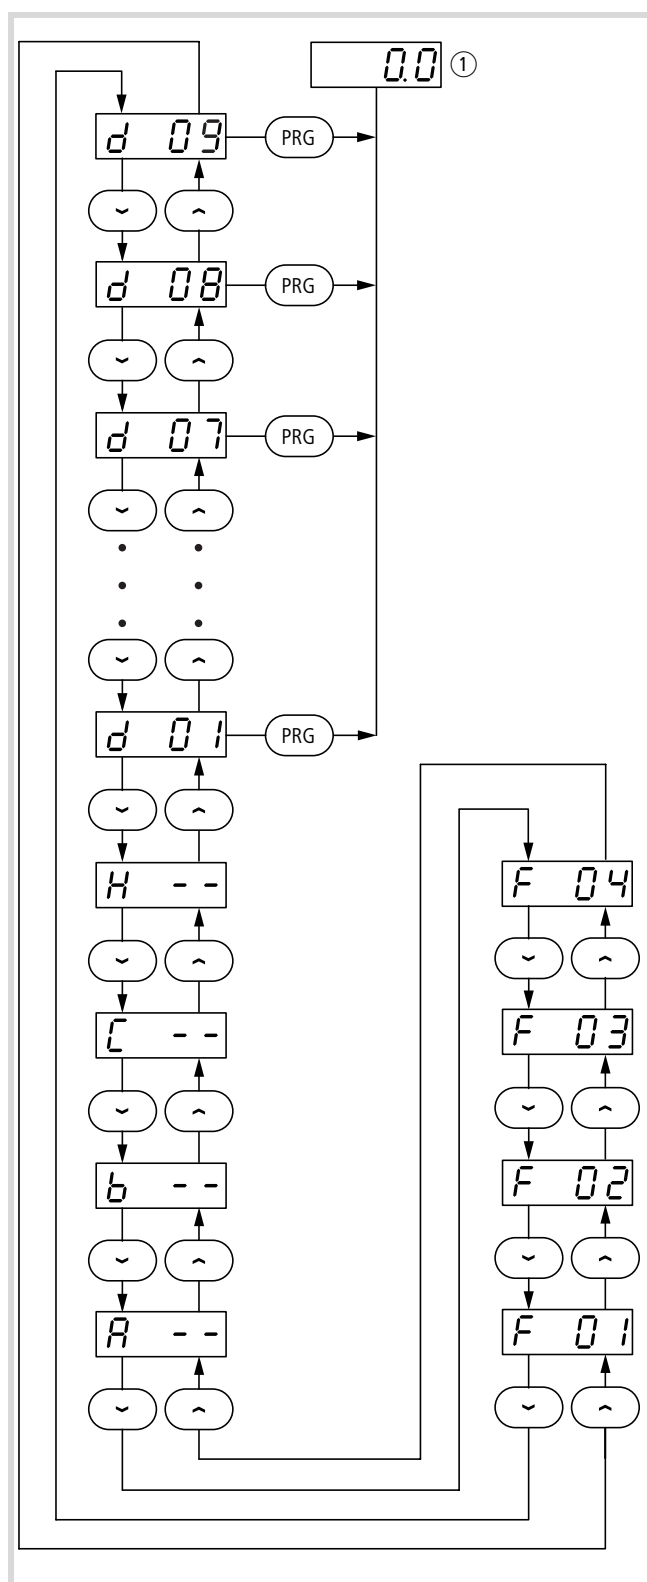 0.0 ①
d 09 PRG
d 08 PRG
d 07 PRG
d 01 PRG
H --
C --
b --
A --
F 04
F 03
F 02
F 01